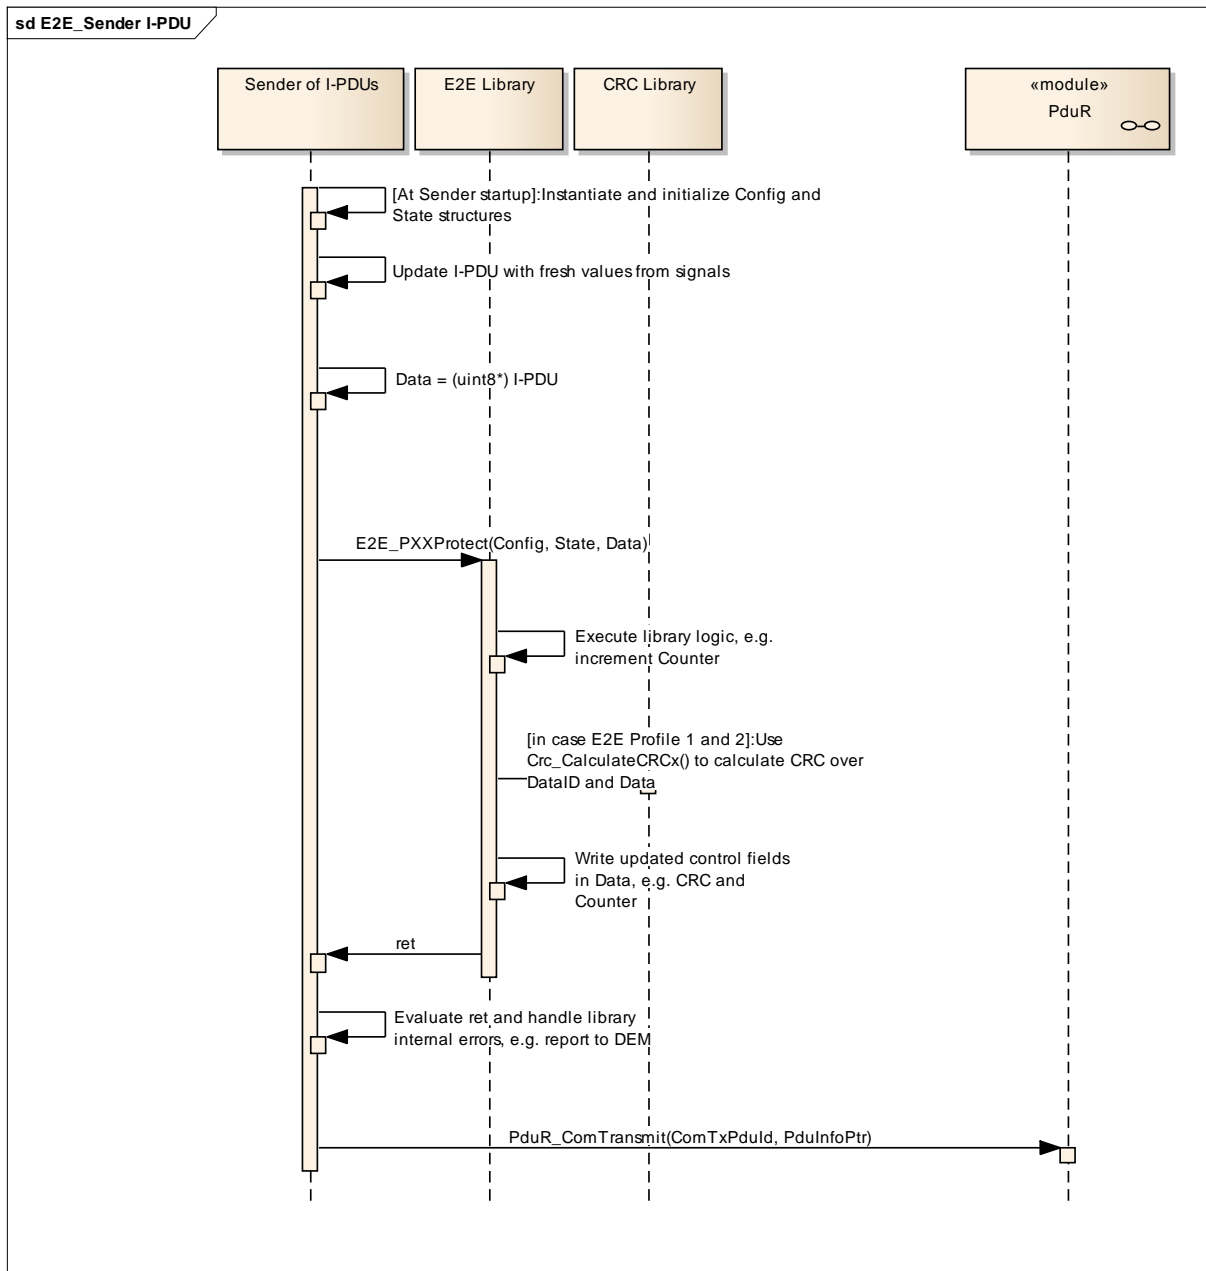 sd E2E_Sender I-PDU
Sender of I-PDUs
E2E Library
CRC Library
«module»
PduR
[At Sender startup]:Instantiate and initialize Config and
State structures
Update I-PDU with fresh values from signals
Data = (uint8*) I-PDU
E2E_PXXProtect(Config, State, Data)
Execute library logic, e.g.
increment Counter
[in case E2E Profile 1 and 2]:Use
Crc_CalculateCRCx() to calculate CRC over
DataID and Data
Write updated control fields
in Data, e.g. CRC and
Counter
ret
Evaluate ret and handle library
internal errors, e.g. report to DEM
PduR_ComTransmit(ComTxPduId, PduInfoPtr)